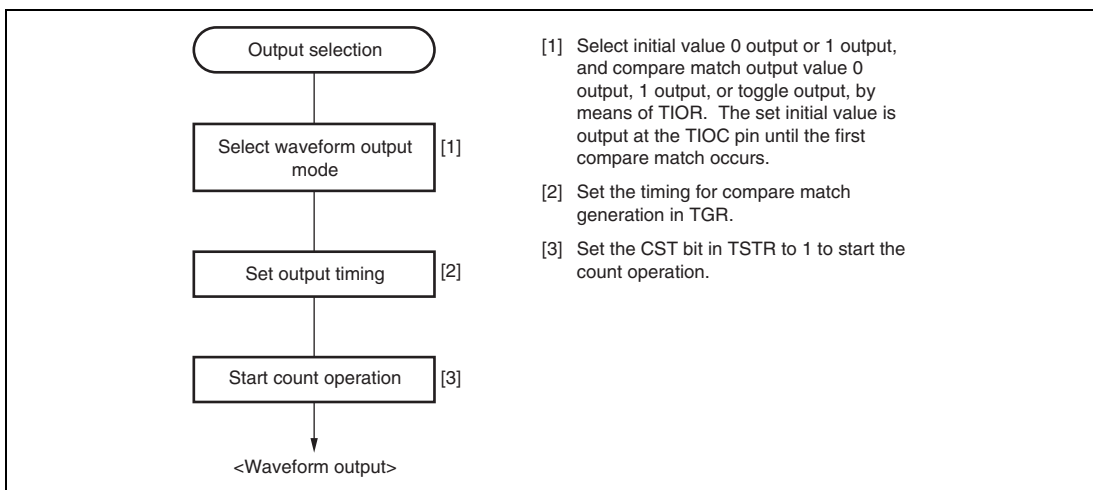 Output selection
Select waveform output
mode
[1]
Set output timing
[2]
Start count operation
[3]
<Waveform output>
[1] Select initial value 0 output or 1 output,
and compare match output value 0
output, 1 output, or toggle output, by
means of TIOR. The set initial value is
output at the TIOC pin until the first
compare match occurs.
[2] Set the timing for compare match
generation in TGR.
[3] Set the CST bit in TSTR to 1 to start the
count operation.